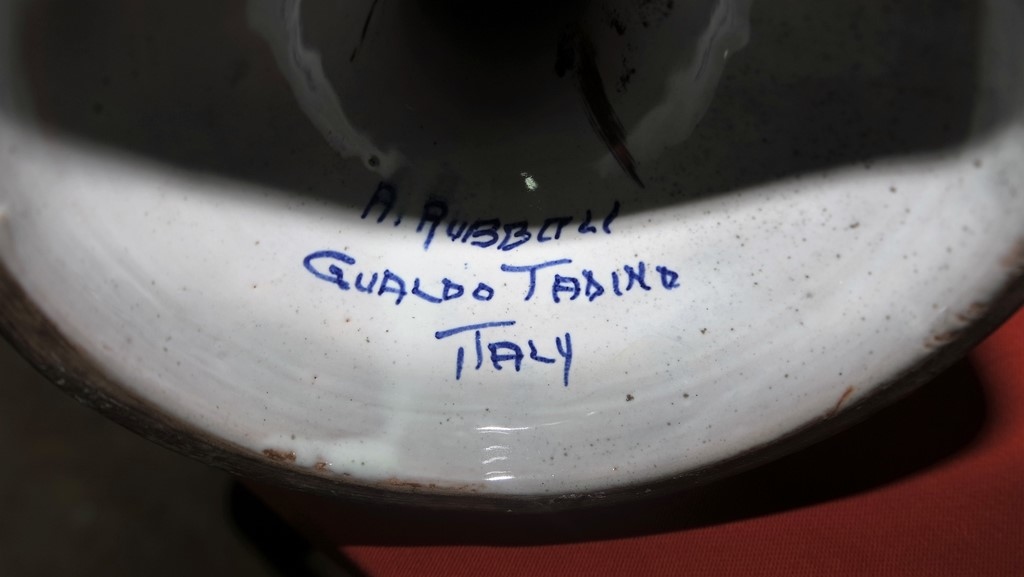 A. RUBBOLI
GUALDO TADINO
ITALY